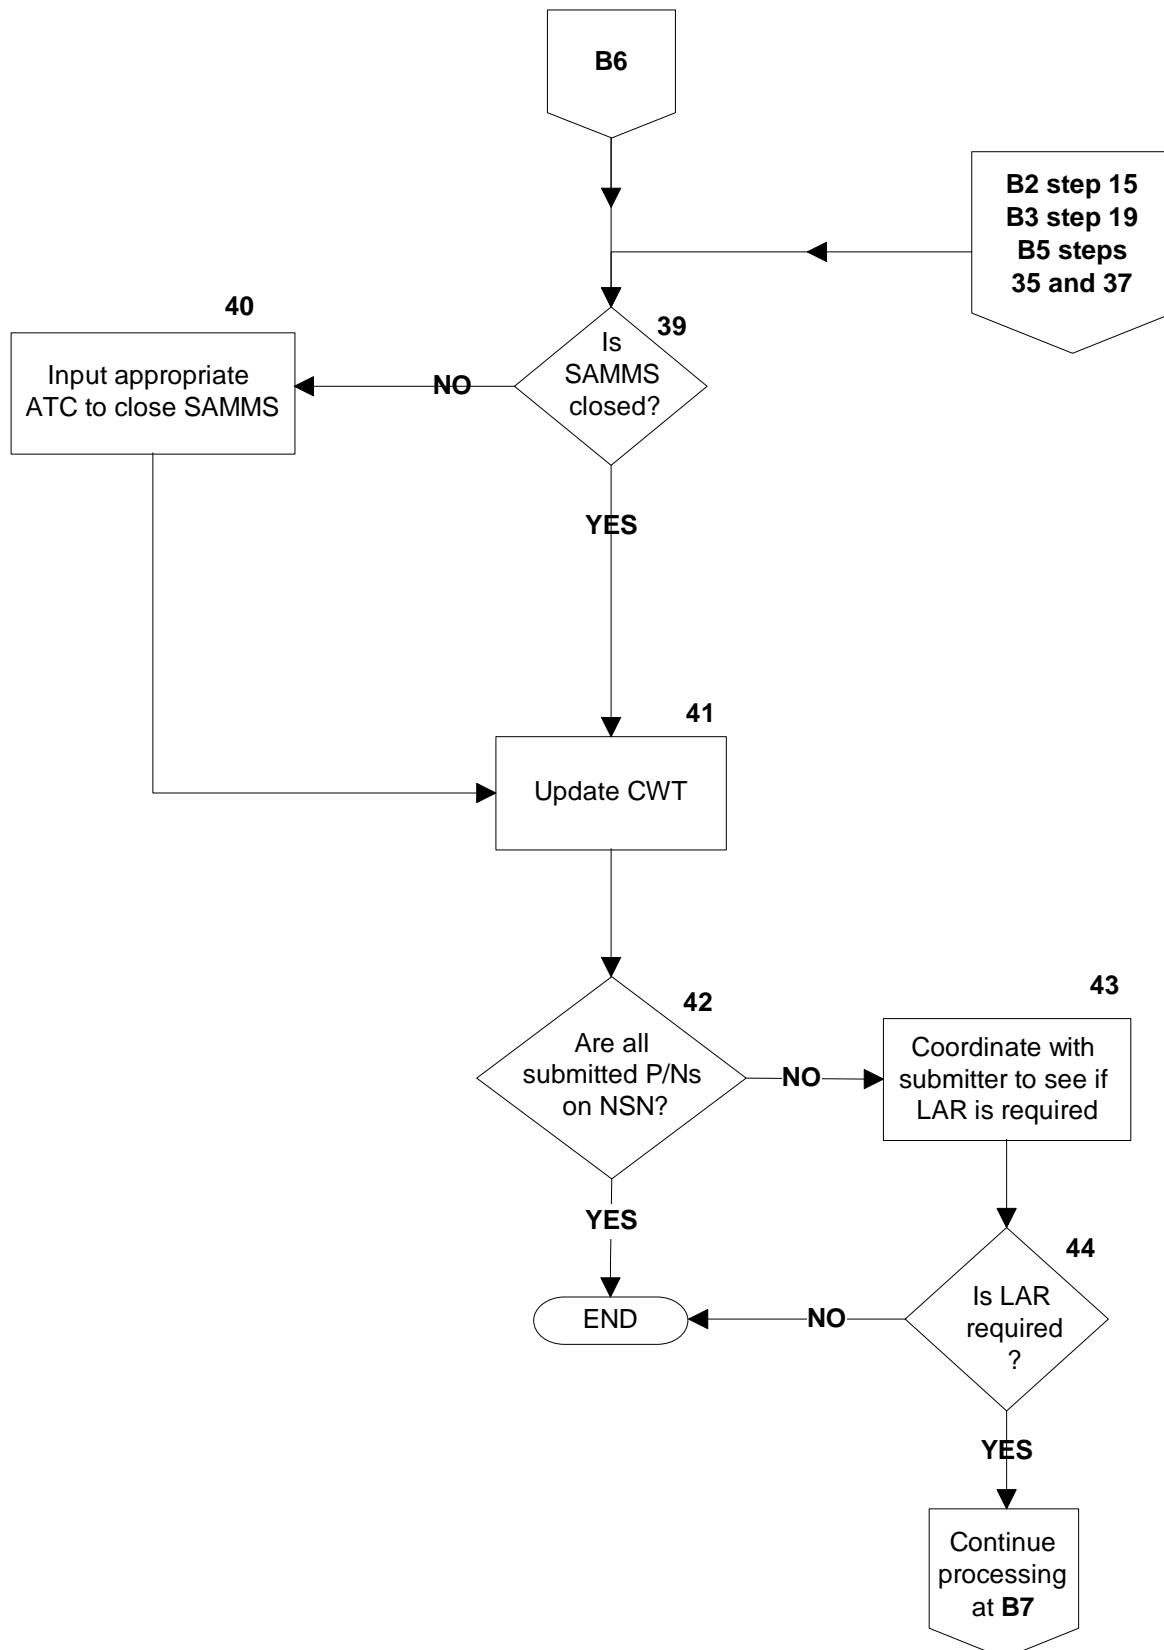 B6
B2 step 15
B3 step 19
B5 steps
35 and 37
40
Input appropriate
ATC to close SAMMS
NO
39
Is
SAMMS
closed?
YES
41
Update CWT
42
Are all
submitted P/Ns
on NSN?
NO
43
Coordinate with
submitter to see if
LAR is required
YES
44
Is LAR
required
?
NO
END
YES
Continue
processing
at B7